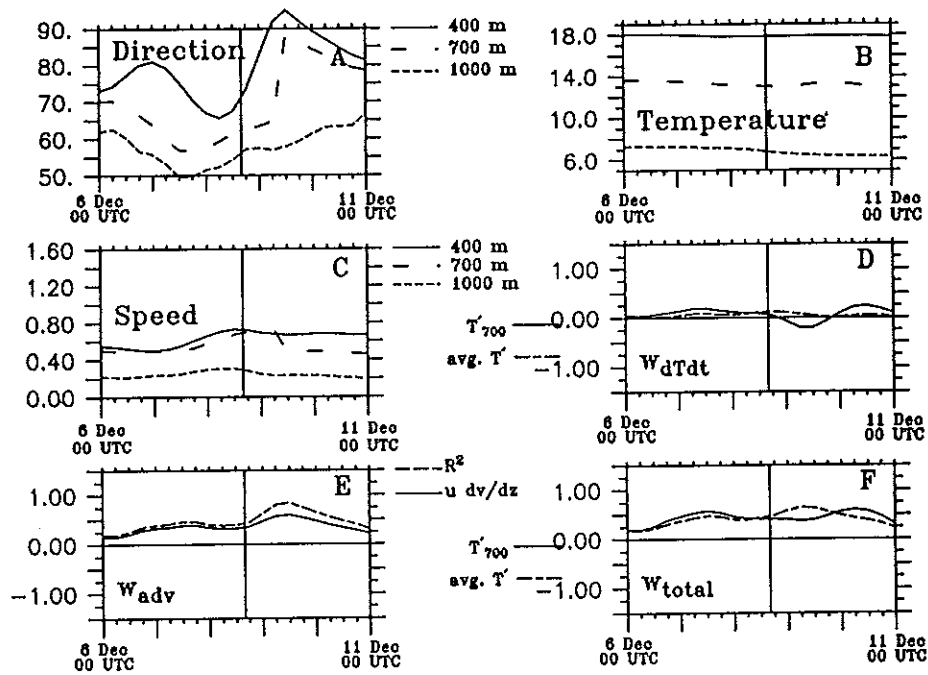 90.
80.
70.
60.
50.
Direction
A
400 m
700 m
1000 m
6 Dec
00 UTC
11 Dec
00 UTC
18.0
14.0
10.0
6.0
B
Temperature
6 Dec
00 UTC
11 Dec
00 UTC
1.60
1.20
0.80
0.40
0.00
C
Speed
400 m
700 m
1000 m
6 Dec
00 UTC
11 Dec
00 UTC
1.00
0.00
-1.00
D
T'700
avg. T'
WdTdt
6 Dec
00 UTC
11 Dec
00 UTC
1.00
0.00
-1.00
E
R²
u dv/dz
Wadv
6 Dec
00 UTC
11 Dec
00 UTC
1.00
0.00
-1.00
F
T'700
avg. T'
Wtotal
6 Dec
00 UTC
11 Dec
00 UTC